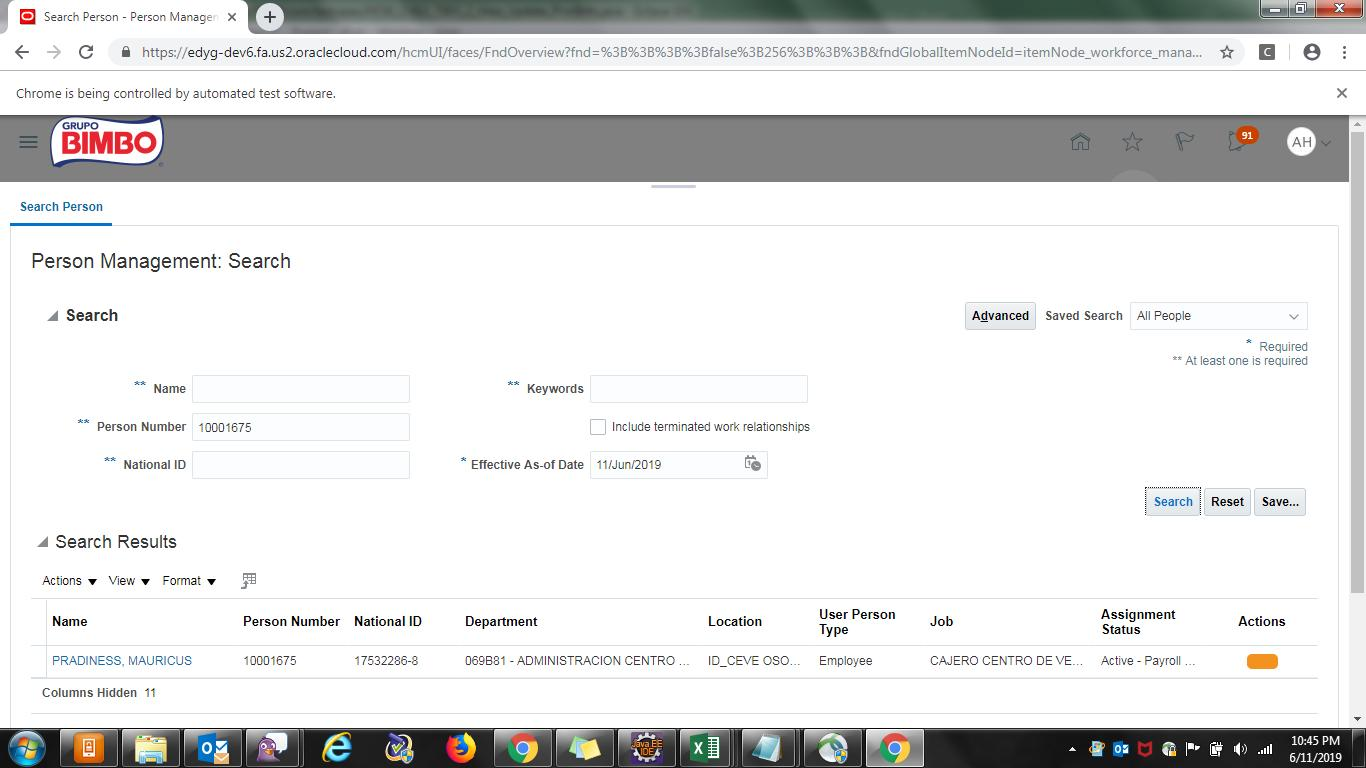 Search Person - Person Managem
https://edyg-dev6.fa.us2.oraclecloud.com/hcmUI/faces/FndOverview?fnd=%3B%3B%3B%3Bfalse%3B256%3B%3B%3B&fndGlobalItemNodeId=itemNode_workforce_mana...
C
Chrome is being controlled by automated test software.
GRUPO
BIMBO
91
AH
Search Person
Person Management: Search
Search
Advanced Saved Search All People
* Required
** At least one is required
** Name
** Keywords
** Person Number 10001675
Include terminated work relationships
** National ID
* Effective As-of Date 11/Jun/2019
Search Reset Save...
Search Results
Actions View Format
Name Person Number National ID Department Location User Person Type Job Assignment Status Actions
PRADINESS, MAURICUS 10001675 17532286-8 069B81 - ADMINISTRACION CENTRO ... ID_CEVE OSO... Employee CAJERO CENTRO DE VE... Active - Payroll ...
Columns Hidden 11
Java EE
IDE
10:45 PM
6/11/2019